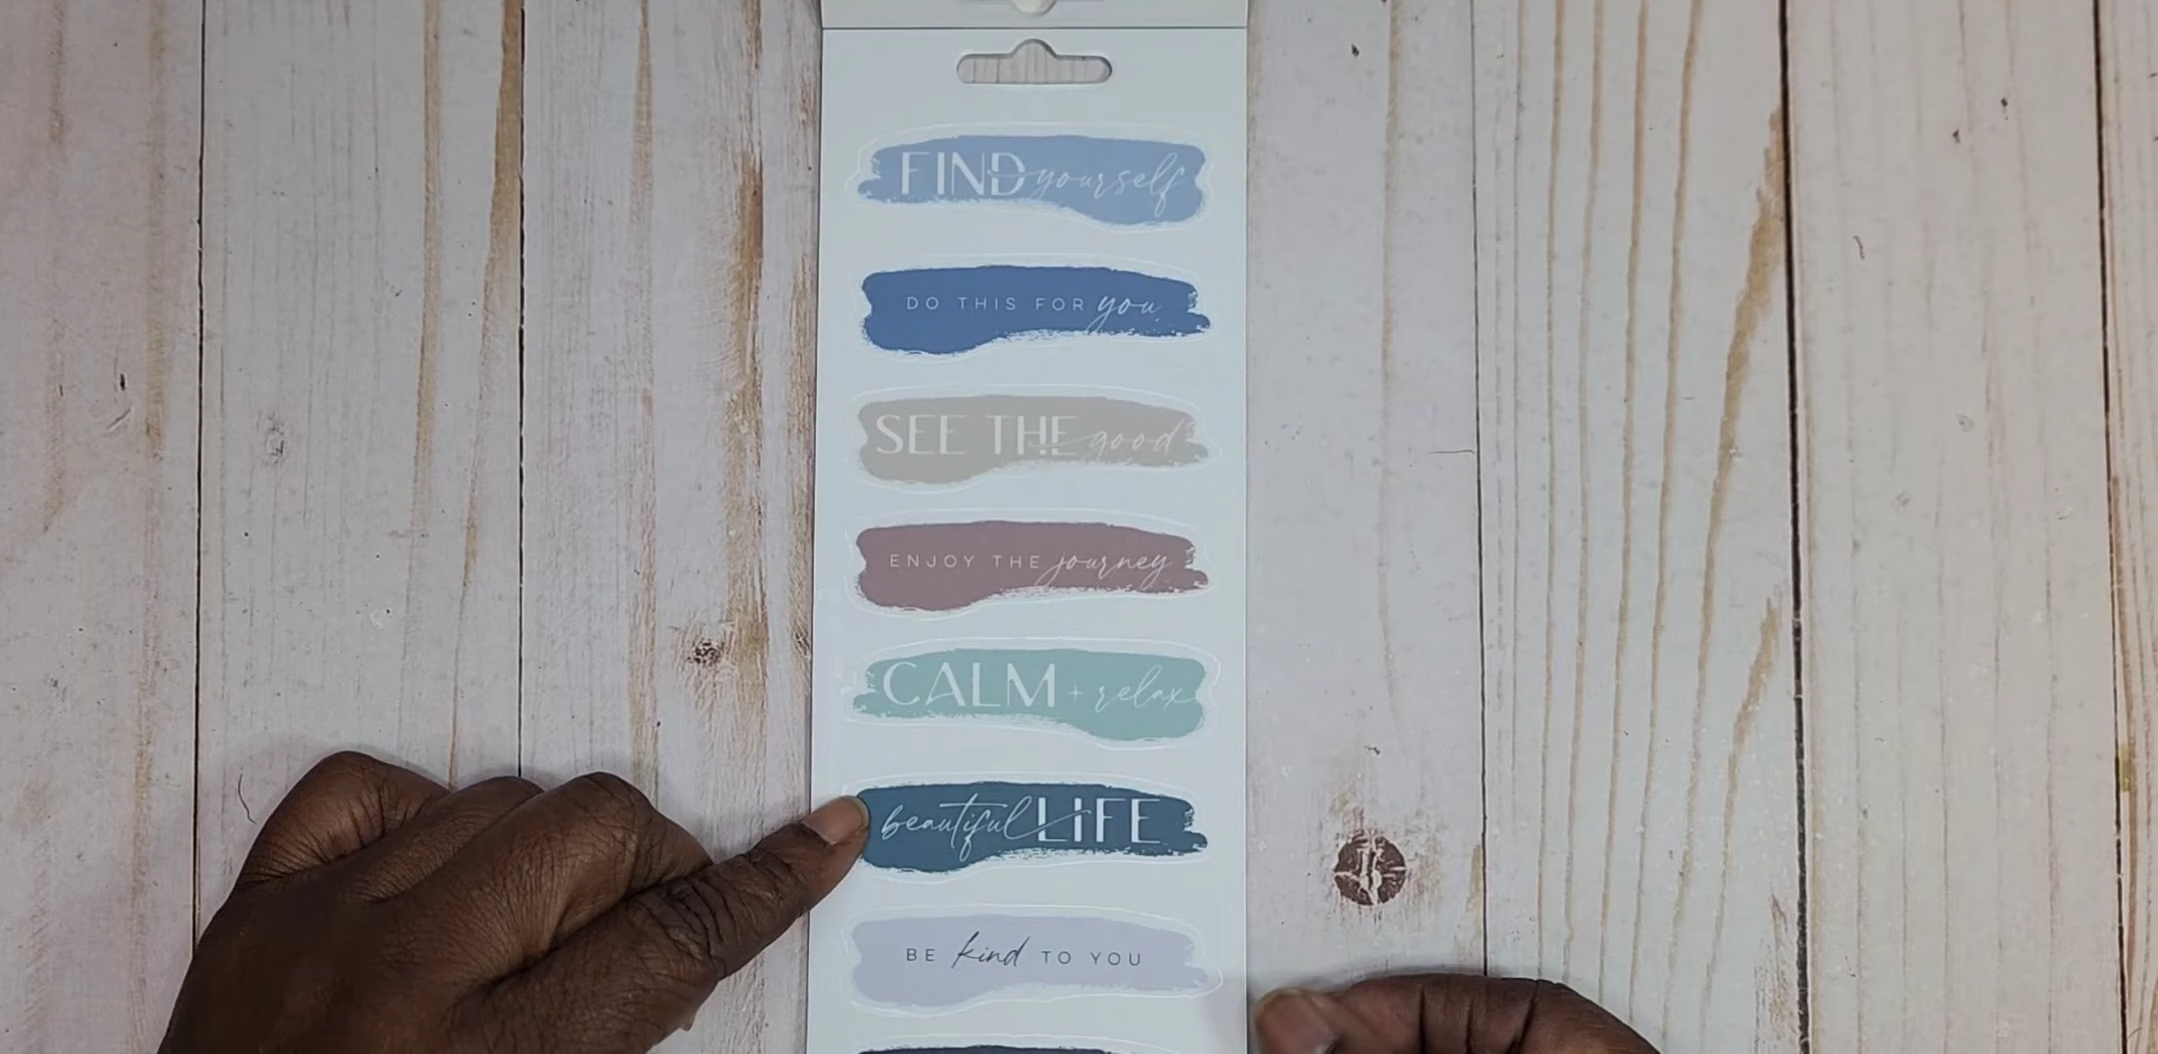 FIND yourself
DO THIS FOR you
SEE THE good
ENJOY THE journey
CALM + relax
beautiful LIFE
BE kind TO YOU